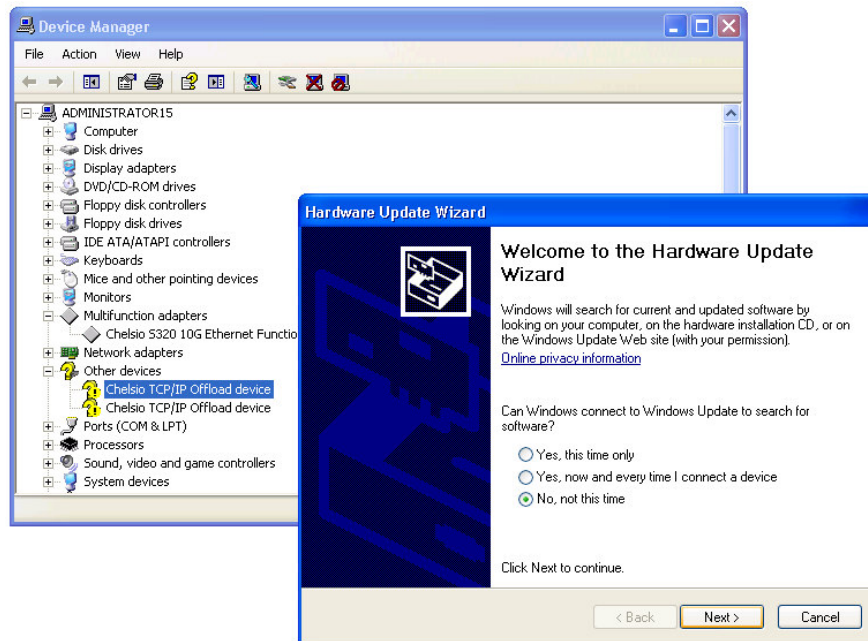 Device Manager
File Action View Help
ADMINISTRATOR15
Computer
Disk drives
Display adapters
DVD/CD-ROM drives
Floppy disk controllers
Floppy disk drives
IDE ATA/ATAPI controllers
Keyboards
Mice and other pointing devices
Monitors
Multifunction adapters
Chelsio S320 10G Ethernet Functio
Network adapters
Other devices
Chelsio TCP/IP Offload device
Chelsio TCP/IP Offload device
Ports (COM & LPT)
Processors
Sound, video and game controllers
System devices
Hardware Update Wizard
Welcome to the Hardware Update
Wizard
Windows will search for current and updated software by
looking on your computer, on the hardware installation CD, or on
the Windows Update Web site (with your permission).
Online privacy information
Can Windows connect to Windows Update to search for
software?
Yes, this time only
Yes, now and every time I connect a device
No, not this time
Click Next to continue.
< Back Next > Cancel